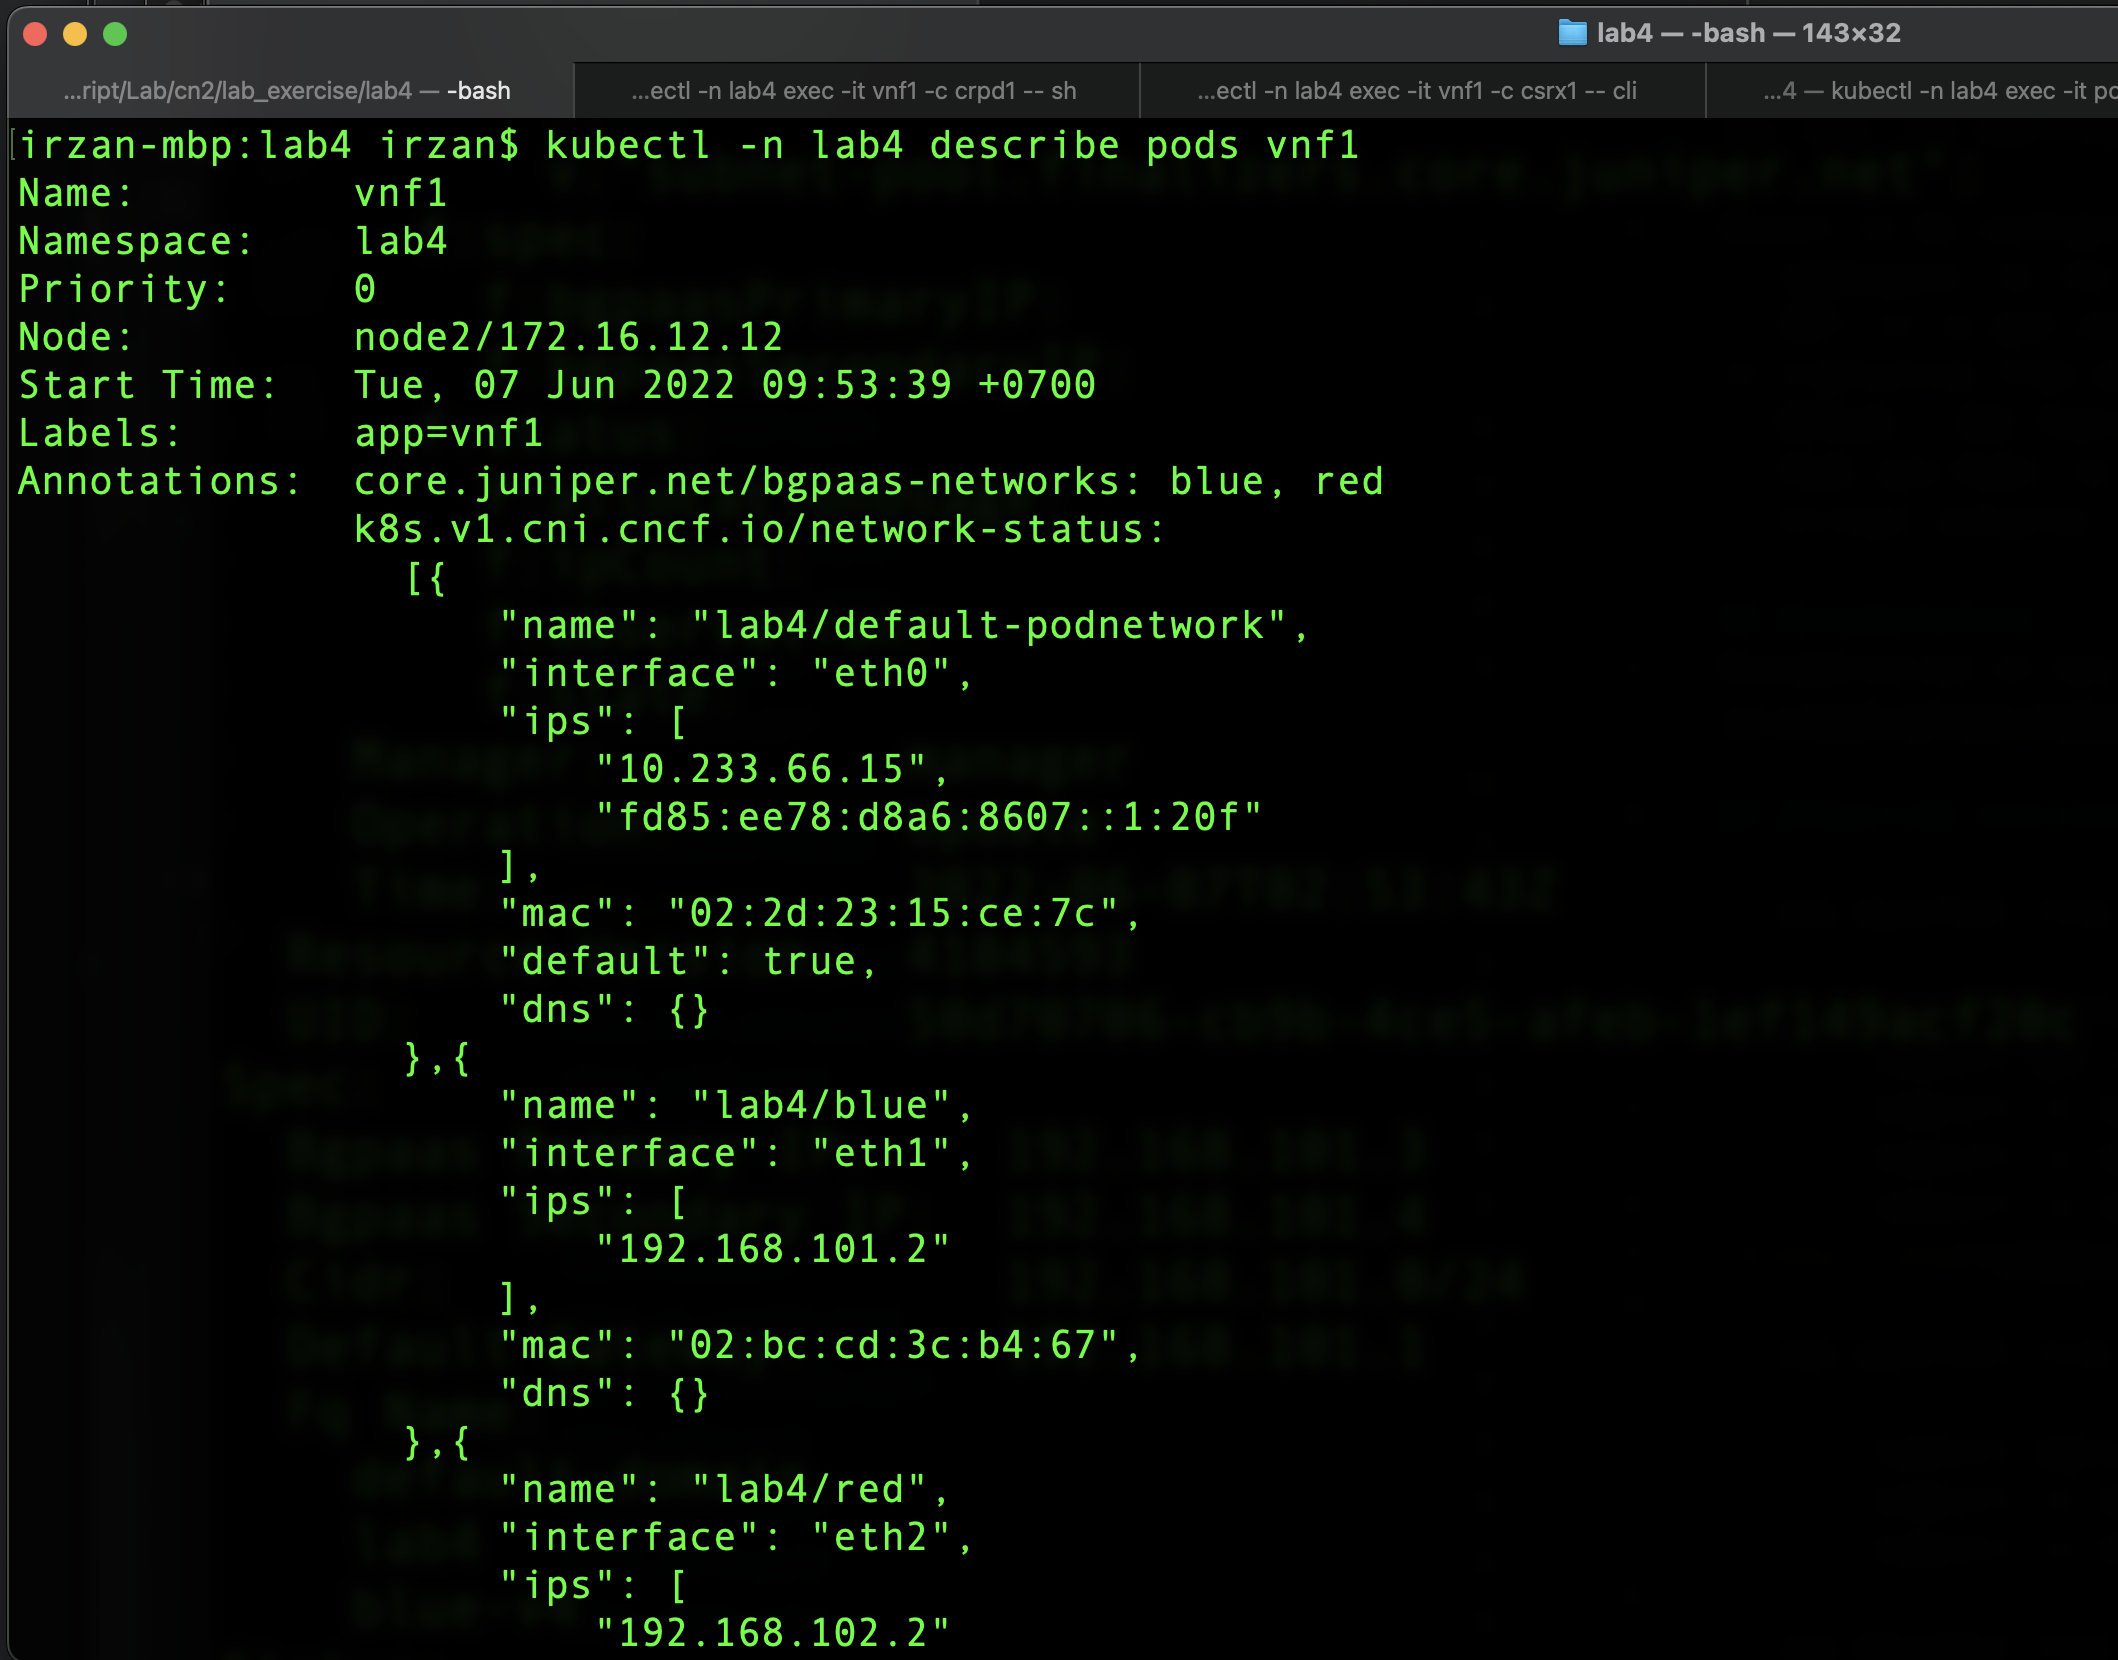 lab4 — -bash — 143×32
...ript/Lab/cn2/lab_exercise/lab4 — -bash
...ectl -n lab4 exec -it vnf1 -c crpd1 -- sh
...ectl -n lab4 exec -it vnf1 -c csrx1 -- cli
...4 — kubectl -n lab4 exec -it po
[irzan-mbp:lab4 irzan$ kubectl -n lab4 describe pods vnf1
Name:         vnf1
Namespace:    lab4
Priority:     0
Node:         node2/172.16.12.12
Start Time:   Tue, 07 Jun 2022 09:53:39 +0700
Labels:       app=vnf1
Annotations:  core.juniper.net/bgpaas-networks: blue, red
              k8s.v1.cni.cncf.io/network-status:
                [{
                    "name": "lab4/default-podnetwork",
                    "interface": "eth0",
                    "ips": [
                        "10.233.66.15",
                        "fd85:ee78:d8a6:8607::1:20f"
                    ],
                    "mac": "02:2d:23:15:ce:7c",
                    "default": true,
                    "dns": {}
                },{
                    "name": "lab4/blue",
                    "interface": "eth1",
                    "ips": [
                        "192.168.101.2"
                    ],
                    "mac": "02:bc:cd:3c:b4:67",
                    "dns": {}
                },{
                    "name": "lab4/red",
                    "interface": "eth2",
                    "ips": [
                        "192.168.102.2"